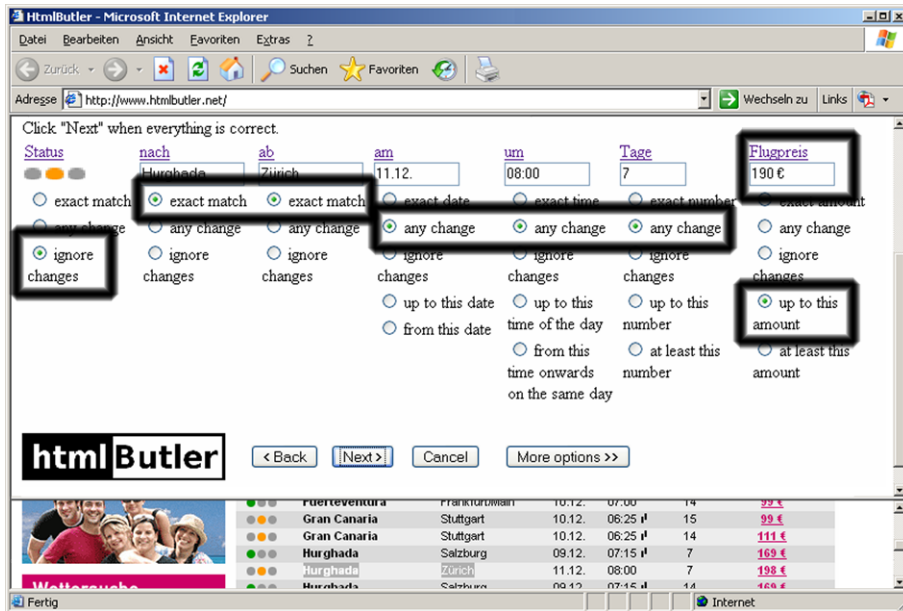 HtmlButler - Microsoft Internet Explorer
Datei Bearbeiten Ansicht Favoriten Extras ?
Zurück Suchen Favoriten
Adresse http://www.htmlbutler.net/ Wechseln zu Links
Click "Next" when everything is correct.
Status nach ab am um Tage Flugpreis
Hurghada Zürich 11.12. 08:00 7 190 €
exact match exact match exact match exact date exact time exact number exact amount
any change any change any change any change any change any change any change
ignore ignore ignore ignore ignore ignore ignore
changes changes changes changes changes changes changes
up to this date up to this up to this up to this
time of the day number amount
from this date from this at least this at least this
time onwards number amount
on the same day
htmlButler < Back Next > Cancel More options >>
Fuerteventura Frankfurt/Main 10.12. 07:00 14 99 €
Gran Canaria Stuttgart 10.12. 06:25 15 99 €
Gran Canaria Stuttgart 10.12. 06:25 14 111 €
Hurghada Salzburg 09.12. 07:15 7 169 €
Hurghada Zürich 11.12. 08:00 7 198 €
Wettersuche Hurghada Salzburg 09.12. 07:15 14 169 €
Fertig Internet